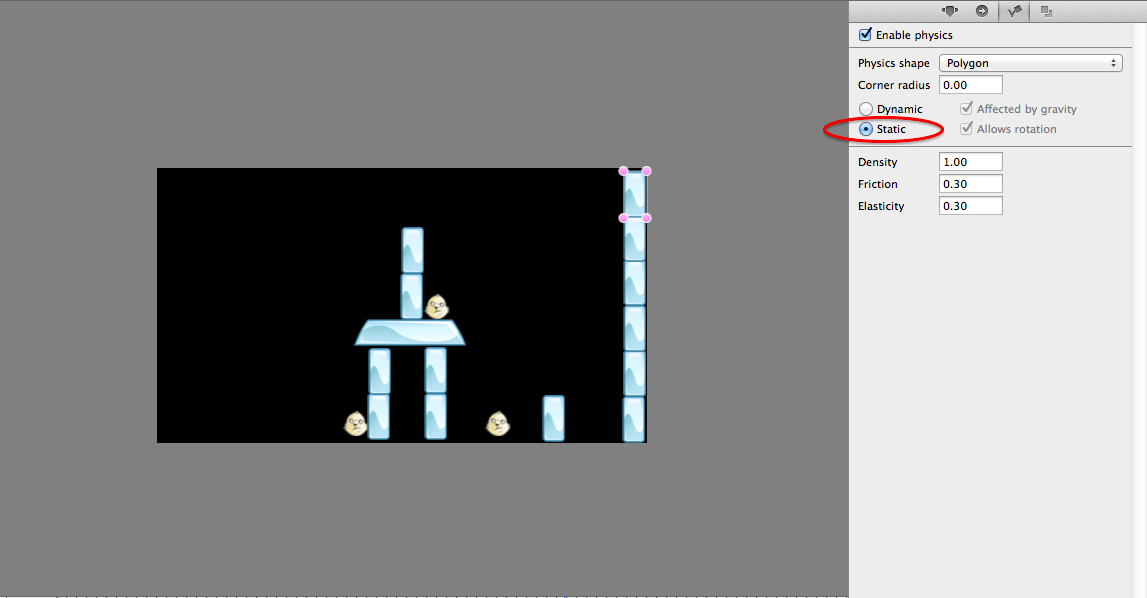 Enable physics
Physics shape Polygon
Corner radius 0.00
Dynamic Affected by gravity
Static Allows rotation
Density 1.00
Friction 0.30
Elasticity 0.30